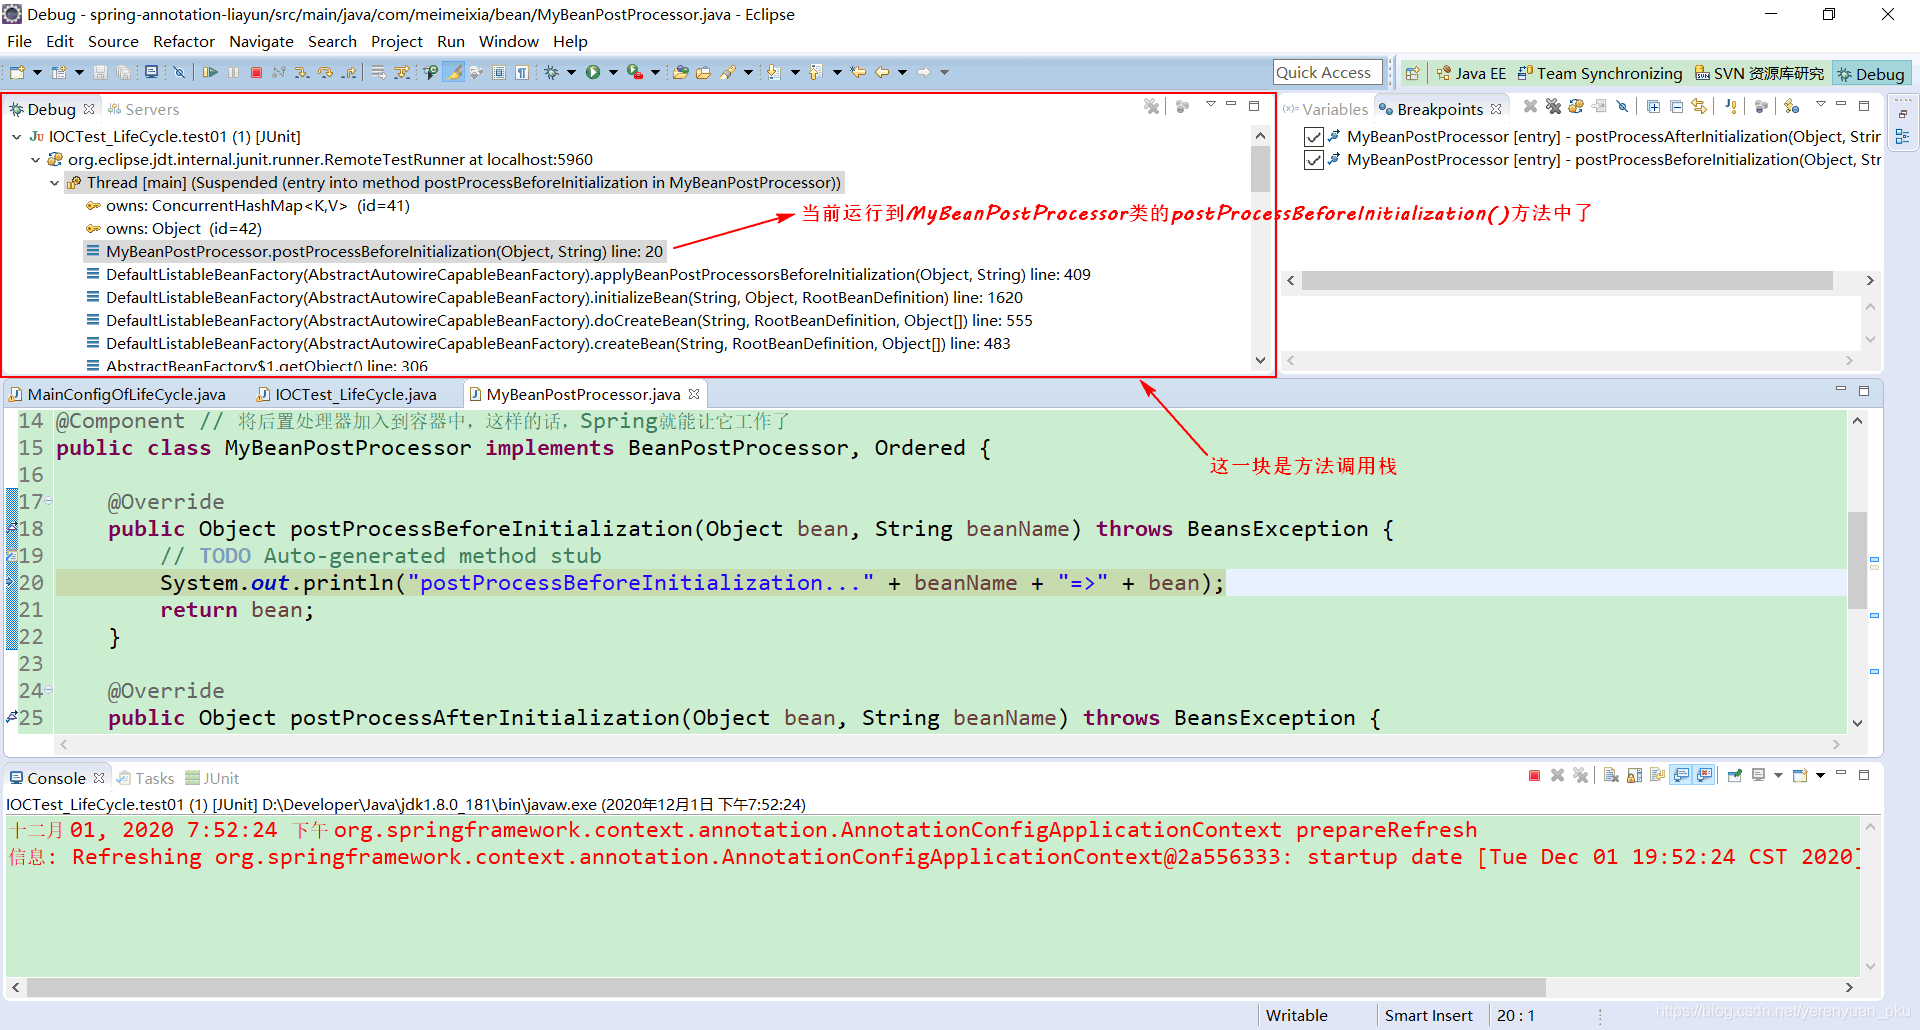 Debug - spring-annotation-liayun/src/main/java/com/meimeixia/bean/MyBeanPostProcessor.java - Eclipse
File Edit Source Refactor Navigate Search Project Run Window Help
Quick Access
Java EE Team Synchronizing SVN 资源库研究 Debug
Debug Servers
IOCTest_LifeCycle.test01 (1) [JUnit]
org.eclipse.jdt.internal.junit.runner.RemoteTestRunner at localhost:5960
Thread [main] (Suspended (entry into method postProcessBeforeInitialization in MyBeanPostProcessor))
owns: ConcurrentHashMap<K,V> (id=41)
owns: Object (id=42)
MyBeanPostProcessor.postProcessBeforeInitialization(Object, String) line: 20
DefaultListableBeanFactory(AbstractAutowireCapableBeanFactory).applyBeanPostProcessorsBeforeInitialization(Object, String) line: 409
DefaultListableBeanFactory(AbstractAutowireCapableBeanFactory).initializeBean(String, Object, RootBeanDefinition) line: 1620
DefaultListableBeanFactory(AbstractAutowireCapableBeanFactory).doCreateBean(String, RootBeanDefinition, Object[]) line: 555
DefaultListableBeanFactory(AbstractAutowireCapableBeanFactory).createBean(String, RootBeanDefinition, Object[]) line: 483
AbstractBeanFactory$1.getObject() line: 306
当前运行到MyBeanPostProcessor类的postProcessBeforeInitialization()方法中了
(x)= Variables Breakpoints
MyBeanPostProcessor [entry] - postProcessAfterInitialization(Object, Strin
MyBeanPostProcessor [entry] - postProcessBeforeInitialization(Object, St
MainConfigOfLifeCycle.java IOCTest_LifeCycle.java MyBeanPostProcessor.java
14 @Component // 将后置处理器加入到容器中，这样的话，Spring就能让它工作了
15 public class MyBeanPostProcessor implements BeanPostProcessor, Ordered {
这一块是方法调用栈
16
17 @Override
18 public Object postProcessBeforeInitialization(Object bean, String beanName) throws BeansException {
19 // TODO Auto-generated method stub
20 System.out.println("postProcessBeforeInitialization..." + beanName + "=>" + bean);
21 return bean;
22 }
23
24 @Override
25 public Object postProcessAfterInitialization(Object bean, String beanName) throws BeansException {
Console Tasks JUnit
IOCTest_LifeCycle.test01 (1) [JUnit] D:\Developer\Java\jdk1.8.0_181\bin\javaw.exe (2020年12月1日 下午7:52:24)
十二月 01, 2020 7:52:24 下午 org.springframework.context.annotation.AnnotationConfigApplicationContext prepareRefresh
信息: Refreshing org.springframework.context.annotation.AnnotationConfigApplicationContext@2a556333: startup date [Tue Dec 01 19:52:24 CST 2020]
Writable Smart Insert 20 : 1
https://blog.csdn.net/yerenyuan_pku